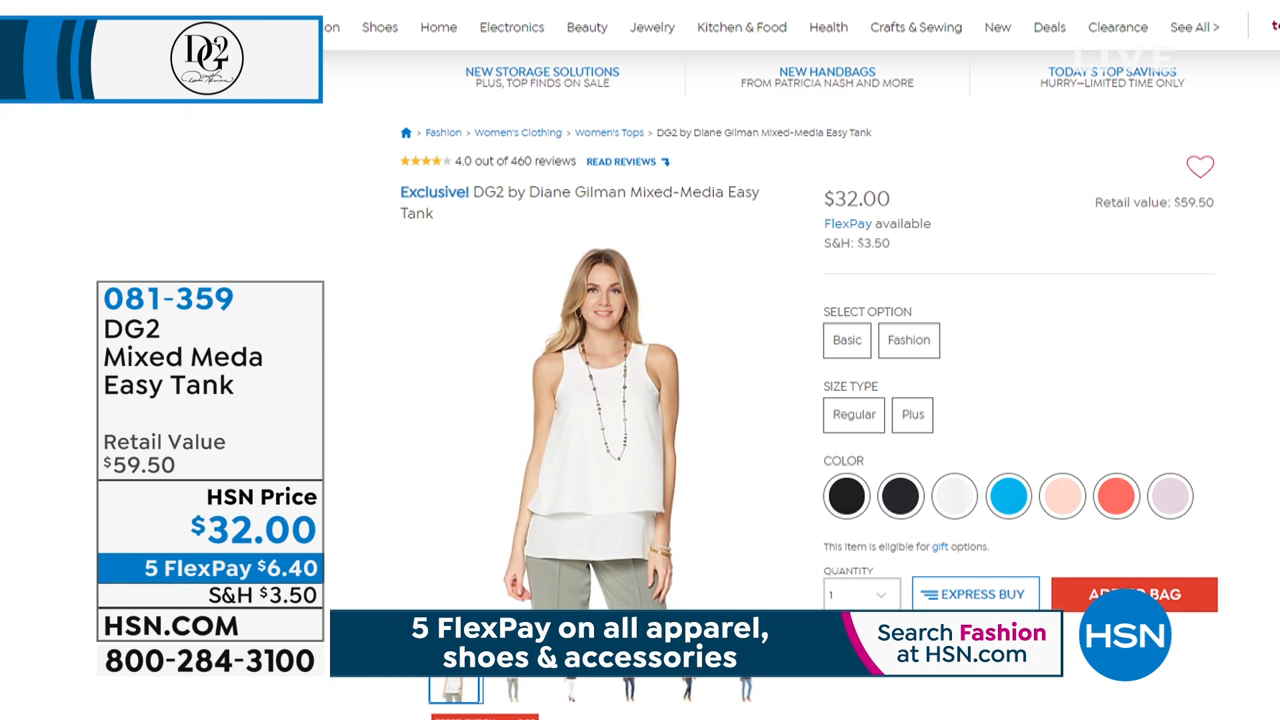 DG2
on Shoes Home Electronics Beauty Jewelry Kitchen & Food Health Crafts & Sewing New Deals Clearance See All >
LIVE
NEW STORAGE SOLUTIONS
PLUS, TOP FINDS ON SALE
NEW HANDBAGS
FROM PATRICIA NASH AND MORE
TODAY'S TOP SAVINGS
HURRY—LIMITED TIME ONLY
> Fashion > Women's Clothing > Women's Tops > DG2 by Diane Gilman Mixed-Media Easy Tank
4.0 out of 460 reviews READ REVIEWS
Exclusive! DG2 by Diane Gilman Mixed-Media Easy
Tank
$32.00
Retail value: $59.50
FlexPay available
S&H: $3.50
SELECT OPTION
Basic Fashion
SIZE TYPE
Regular Plus
COLOR
This item is eligible for gift options.
QUANTITY
1
EXPRESS BUY
ADD TO BAG
081-359
DG2
Mixed Meda
Easy Tank
Retail Value
$59.50
HSN Price
$32.00
5 FlexPay $6.40
S&H $3.50
HSN.COM
800-284-3100
5 FlexPay on all apparel,
shoes & accessories
Search Fashion
at HSN.com
HSN